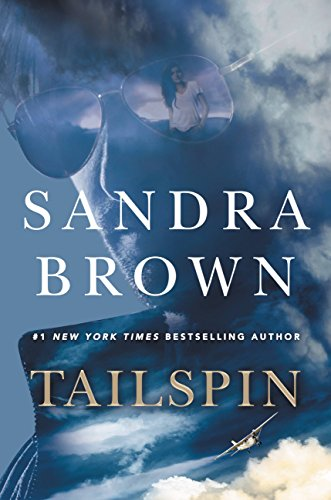 SANDRA
BROWN
#1 NEW YORK TIMES BESTSELLING AUTHOR
TAILSPIN